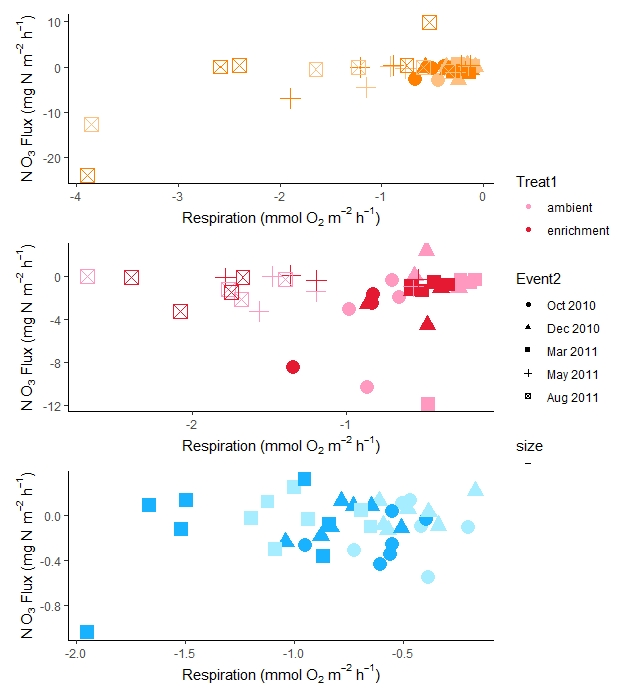 10
0
-10
-20
NO₃ Flux (mg N m⁻² h⁻¹)
-4 -3 -2 -1 0
Respiration (mmol O₂ m⁻² h⁻¹)
0
-4
-8
-12
NO₃ Flux (mg N m⁻² h⁻¹)
-2 -1
Respiration (mmol O₂ m⁻² h⁻¹)
0.0
-0.4
-0.8
NO₃ Flux (mg N m⁻² h⁻¹)
-2.0 -1.5 -1.0 -0.5
Respiration (mmol O₂ m⁻² h⁻¹)
Treat1
ambient
enrichment
Event2
Oct 2010
Dec 2010
Mar 2011
May 2011
Aug 2011
size